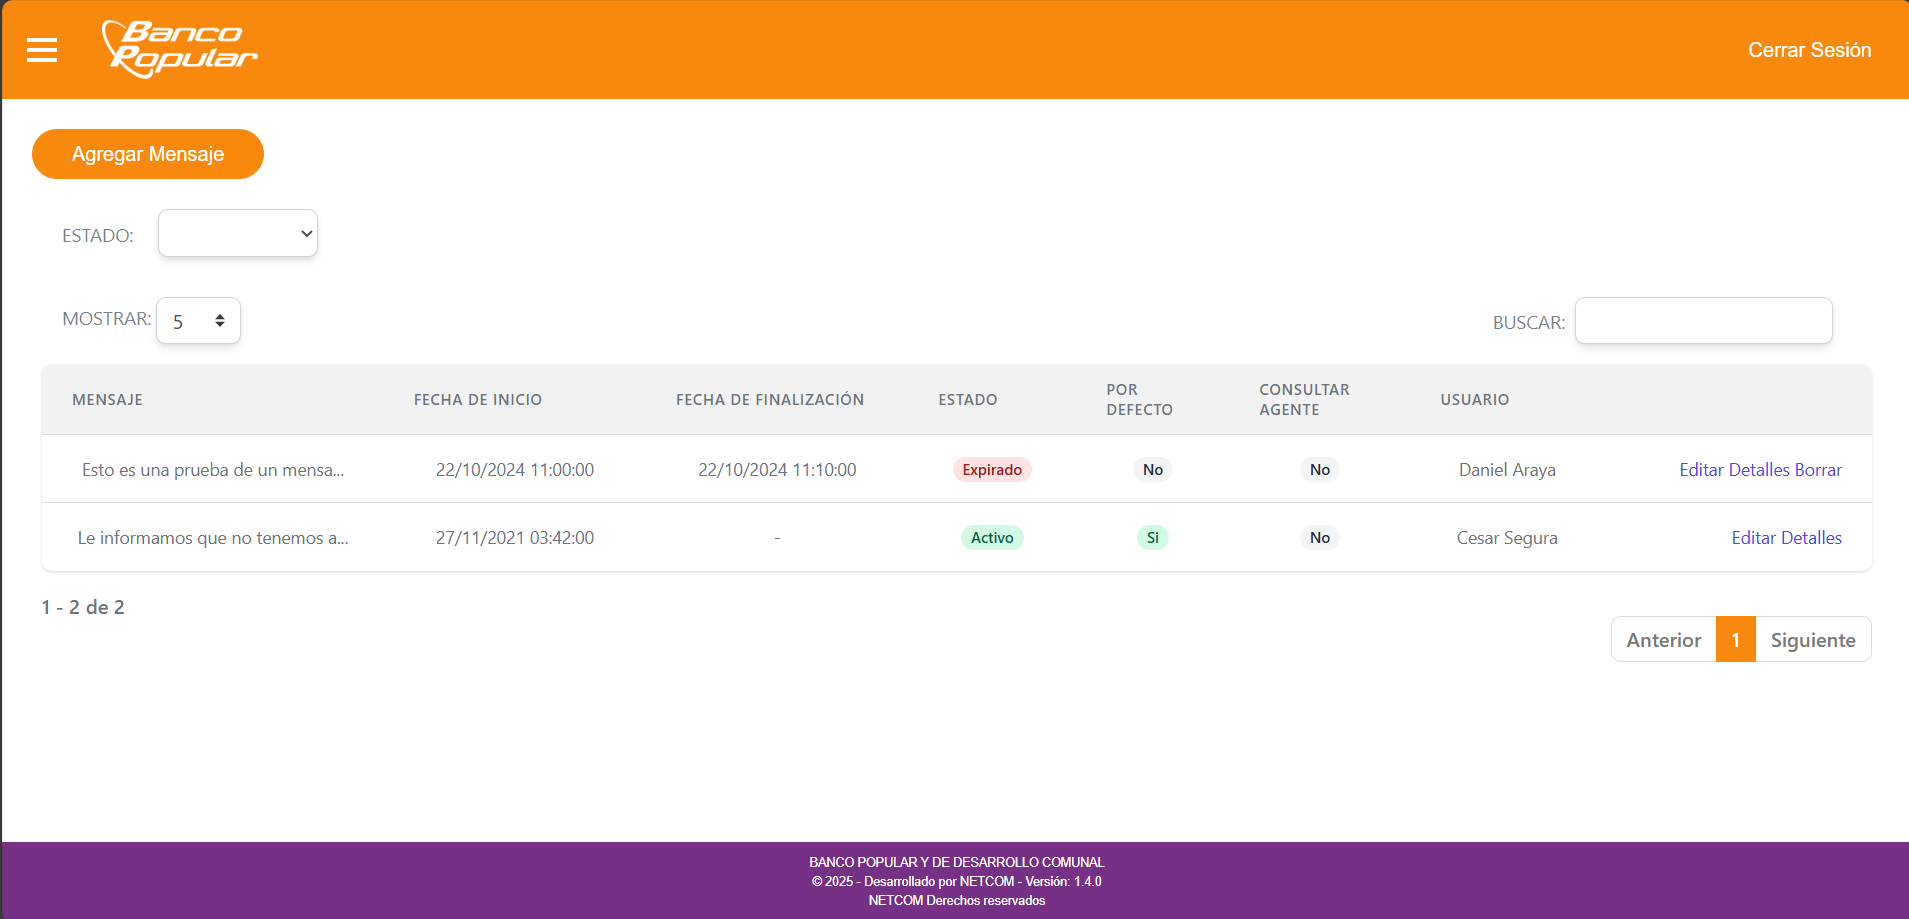 Banco
Popular
Cerrar Sesión
Agregar Mensaje
ESTADO:
MOSTRAR: 5
BUSCAR:
MENSAJE FECHA DE INICIO FECHA DE FINALIZACIÓN ESTADO POR DEFECTO CONSULTAR AGENTE USUARIO
Esto es una prueba de un mensa... 22/10/2024 11:00:00 22/10/2024 11:10:00 Expirado No No Daniel Araya Editar Detalles Borrar
Le informamos que no tenemos a... 27/11/2021 03:42:00 - Activo Si No Cesar Segura Editar Detalles
1 - 2 de 2
Anterior 1 Siguiente
BANCO POPULAR Y DE DESARROLLO COMUNAL
© 2025 - Desarrollado por NETCOM - Versión: 1.4.0
NETCOM Derechos reservados